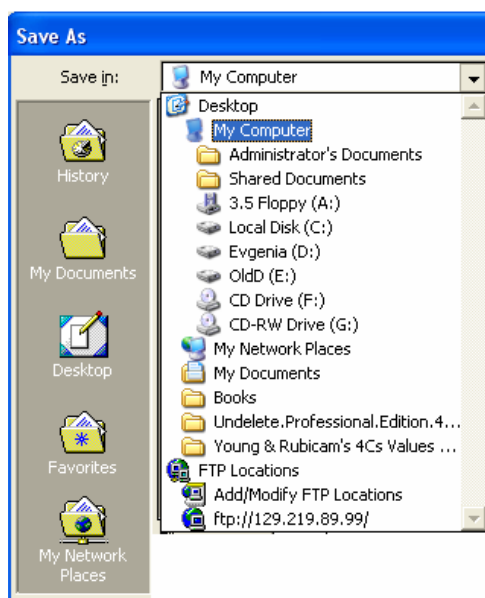 Save As
Save in:
My Computer
Desktop
My Computer
Administrator's Documents
Shared Documents
3.5 Floppy (A:)
Local Disk (C:)
Evgenia (D:)
OldD (E:)
CD Drive (F:)
CD-RW Drive (G:)
My Network Places
My Documents
Books
Undelete.Professional.Edition.4...
Young & Rubicam's 4Cs Values ...
FTP Locations
Add/Modify FTP Locations
ftp://129.219.89.99/
History
My Documents
Desktop
Favorites
My Network
Places